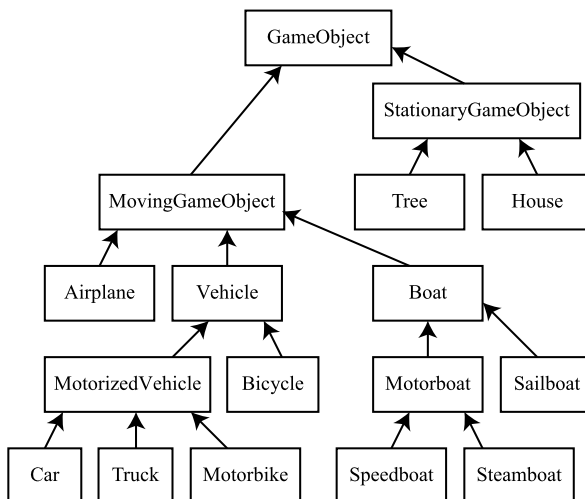 GameObject
StationaryGameObject
MovingGameObject
Tree
House
Airplane
Vehicle
Boat
MotorizedVehicle
Bicycle
Motorboat
Sailboat
Car
Truck
Motorbike
Speedboat
Steamboat